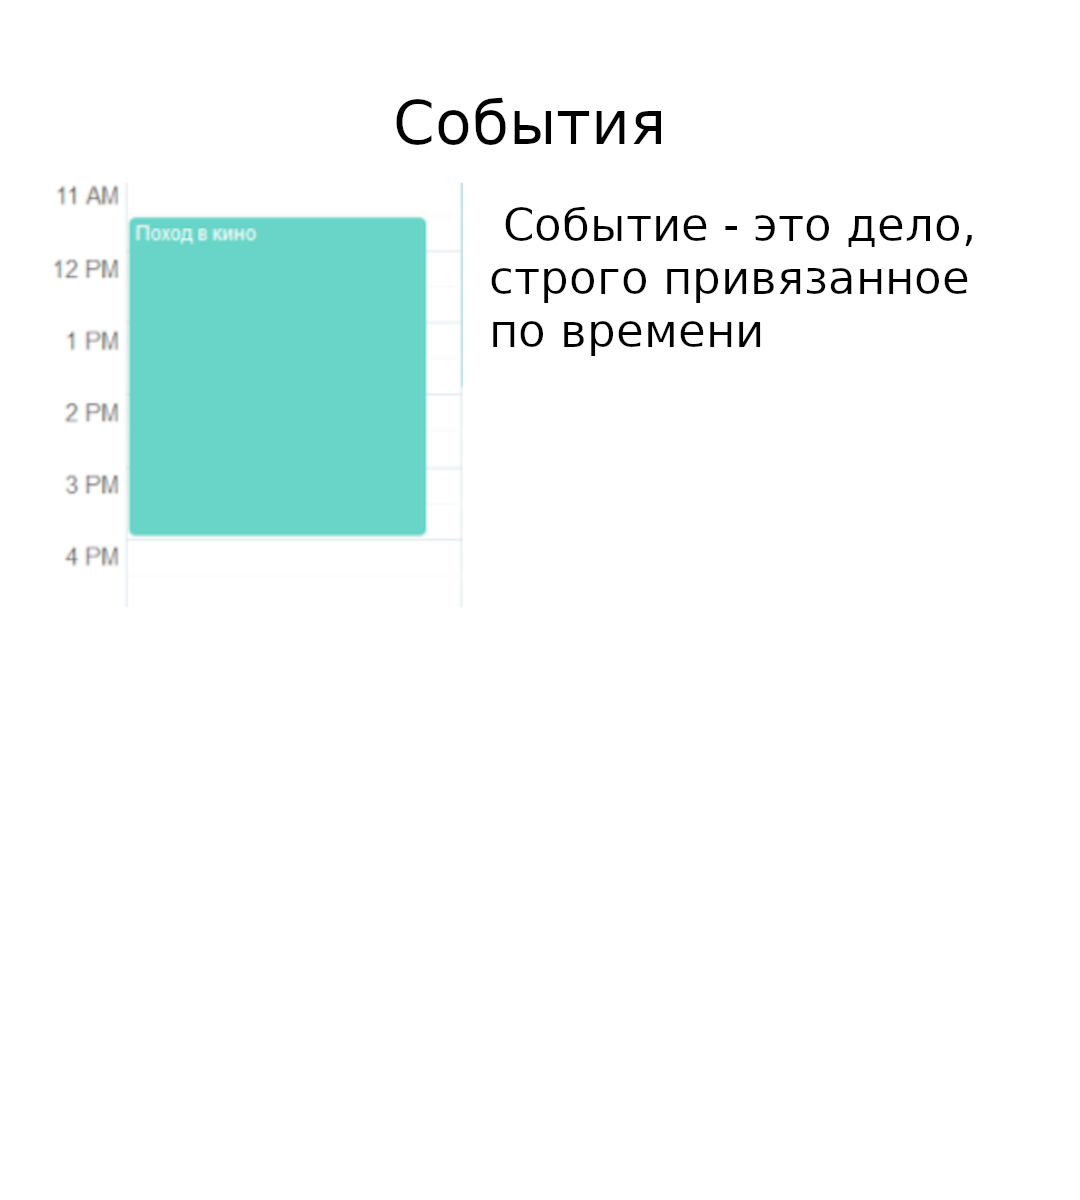 События
11 AM
Поход в кино
12 PM
1 PM
2 PM
3 PM
4 PM
Событие - это дело,
строго привязанное
по времени